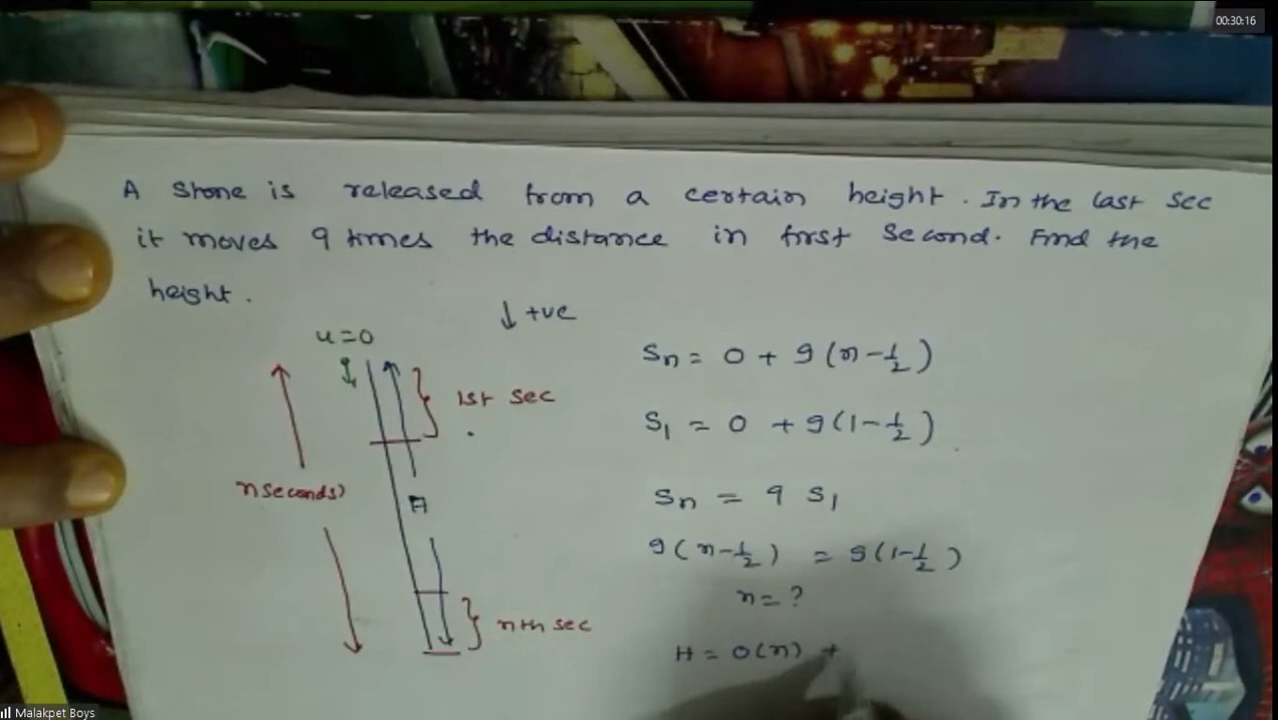 00:30:16
A Stone is released from a certain height. In the last sec
it moves 9 times the distance in first Second. Find the
height.
↓ +ve
u=0
1st sec
n seconds
H
nth sec
Sn = 0 + g(n-1/2)
S1 = 0 + g(1-1/2)
Sn = 9 S1
g(n-1/2) = g(1-1/2)
n=?
H = 0(n) +
Malakpet Boys